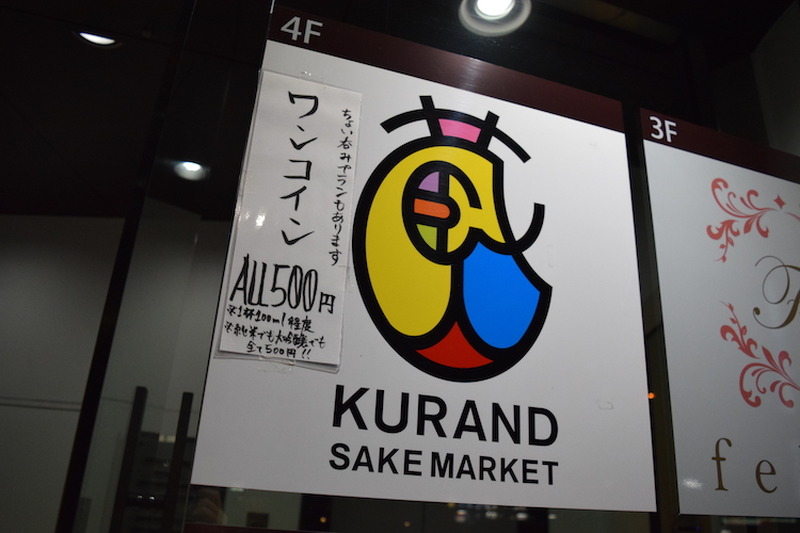 4F
ちょい呑みプランもあります
ワンコイン
ALL500円
※1杯100ml程度
※純米でも大吟醸でも
全て500円!!
KURAND
SAKE MARKET
3F
fe